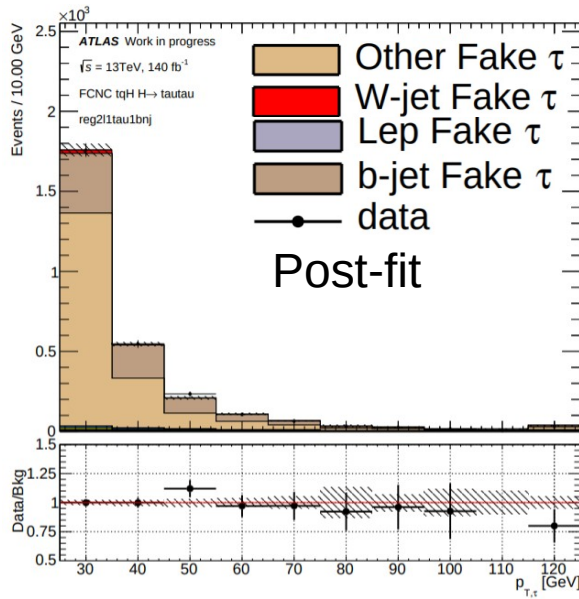 ×10³
2.5
2
1.5
1
0.5
0
Events / 10.00 GeV
ATLAS Work in progress
√s = 13TeV, 140 fb⁻¹
FCNC tqH H→ tautau
reg2l1tau1bnj
Other Fake τ
W-jet Fake τ
Lep Fake τ
b-jet Fake τ
data
Post-fit
1.5
1.25
1
0.75
0.5
Data/Bkg
30 40 50 60 70 80 90 100 110 120
p_T,τ [GeV]